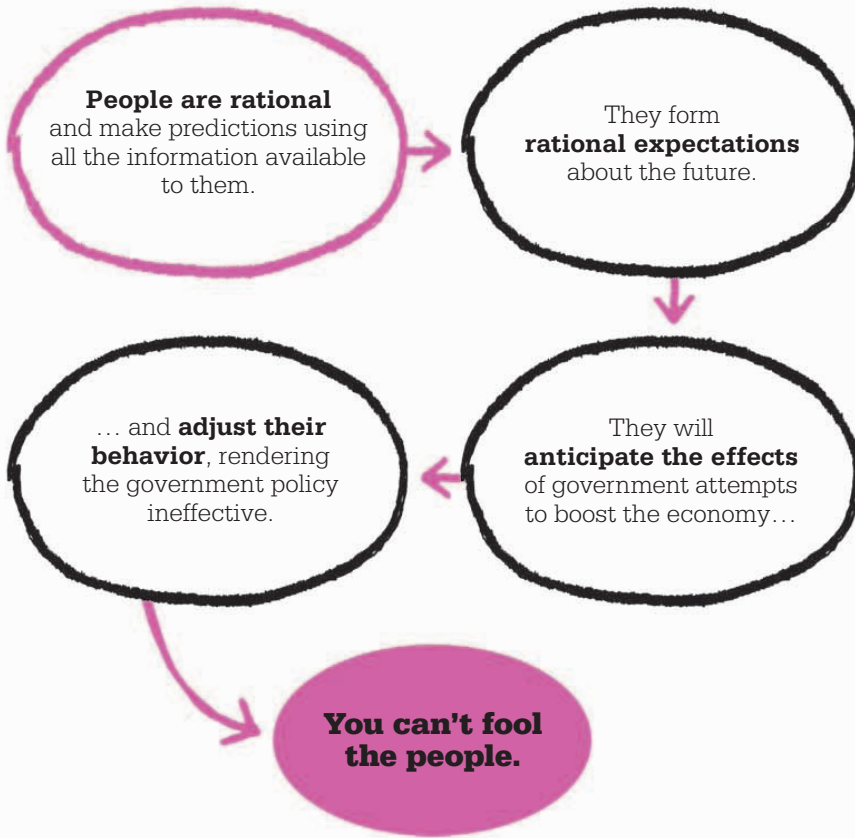 People are rational
and make predictions using
all the information available
to them.
They form
rational expectations
about the future.
They will
anticipate the effects
of government attempts
to boost the economy…
… and adjust their
behavior, rendering
the government policy
ineffective.
You can’t fool
the people.